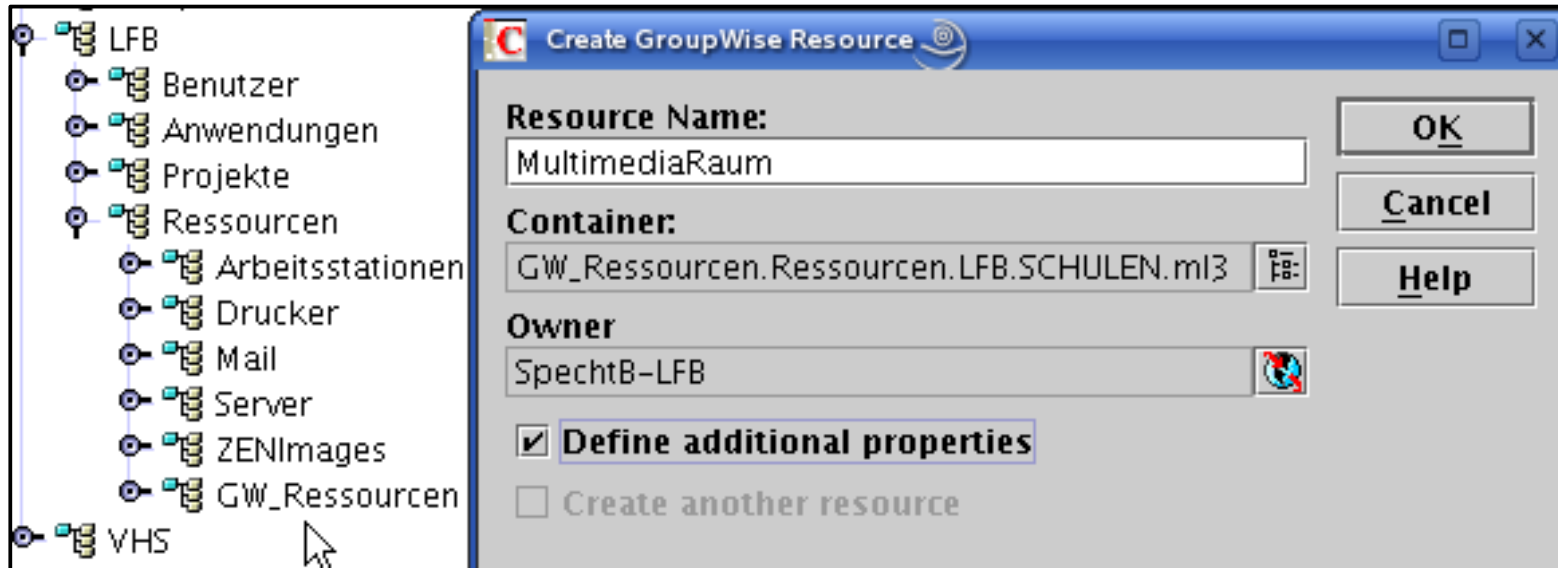 LFB
Benutzer
Anwendungen
Projekte
Ressourcen
Arbeitsstationen
Drucker
Mail
Server
ZENImages
GW_Ressourcen
VHS
Create GroupWise Resource
Resource Name:
MultimediaRaum
Container:
GW_Ressourcen.Ressourcen.LFB.SCHULEN.ml3
Owner
SpechtB-LFB
Define additional properties
Create another resource
OK
Cancel
Help